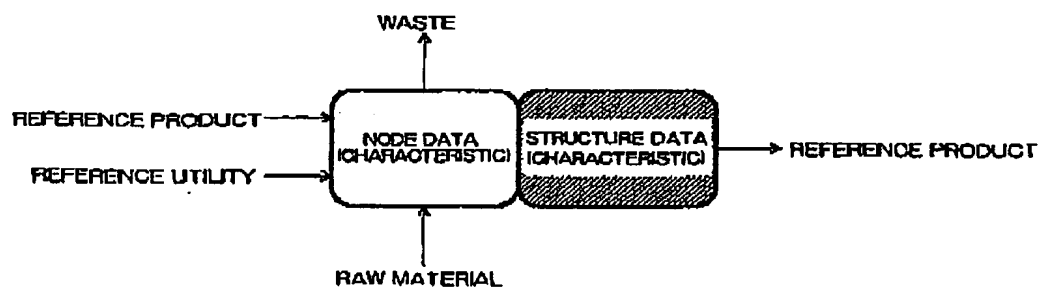 WASTE
REFERENCE PRODUCT
REFERENCE UTILITY
NODE DATA
(CHARACTERISTIC)
STRUCTURE DATA
(CHARACTERISTIC)
REFERENCE PRODUCT
RAW MATERIAL